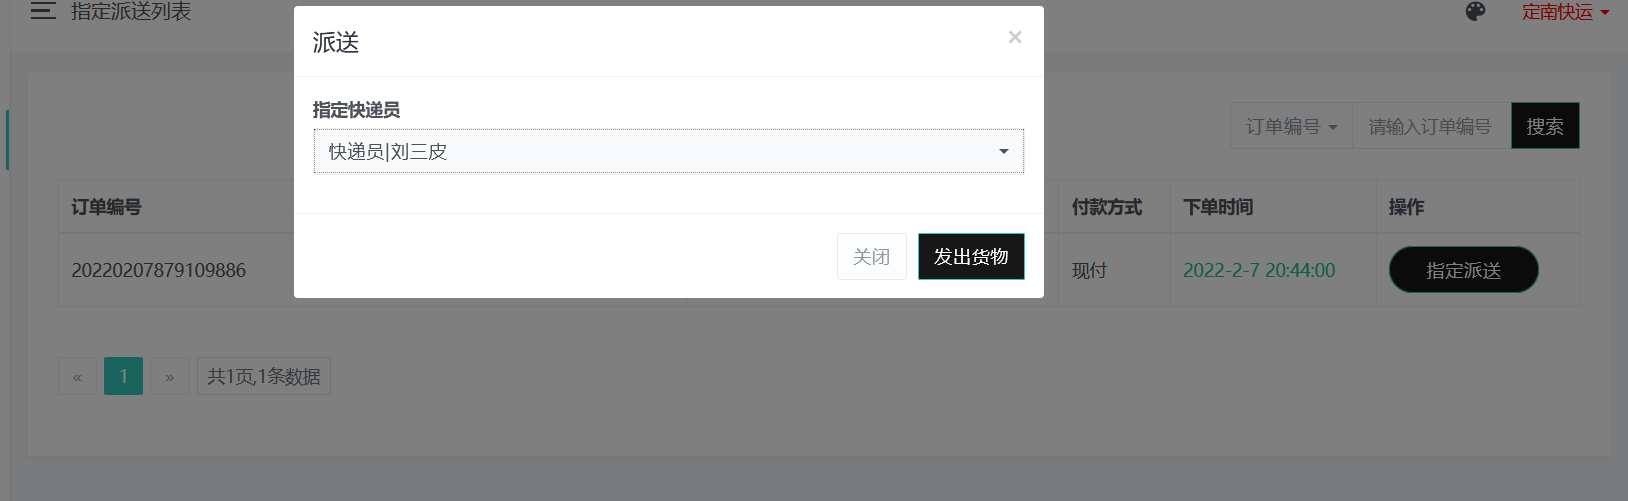 指定派送列表
定南快运
派送
×
指定快递员
快递员|刘三皮
关闭
发出货物
订单编号
请输入订单编号
搜索
订单编号
付款方式
下单时间
操作
20220207879109886
现付
2022-2-7 20:44:00
指定派送
«
1
»
共1页,1条数据